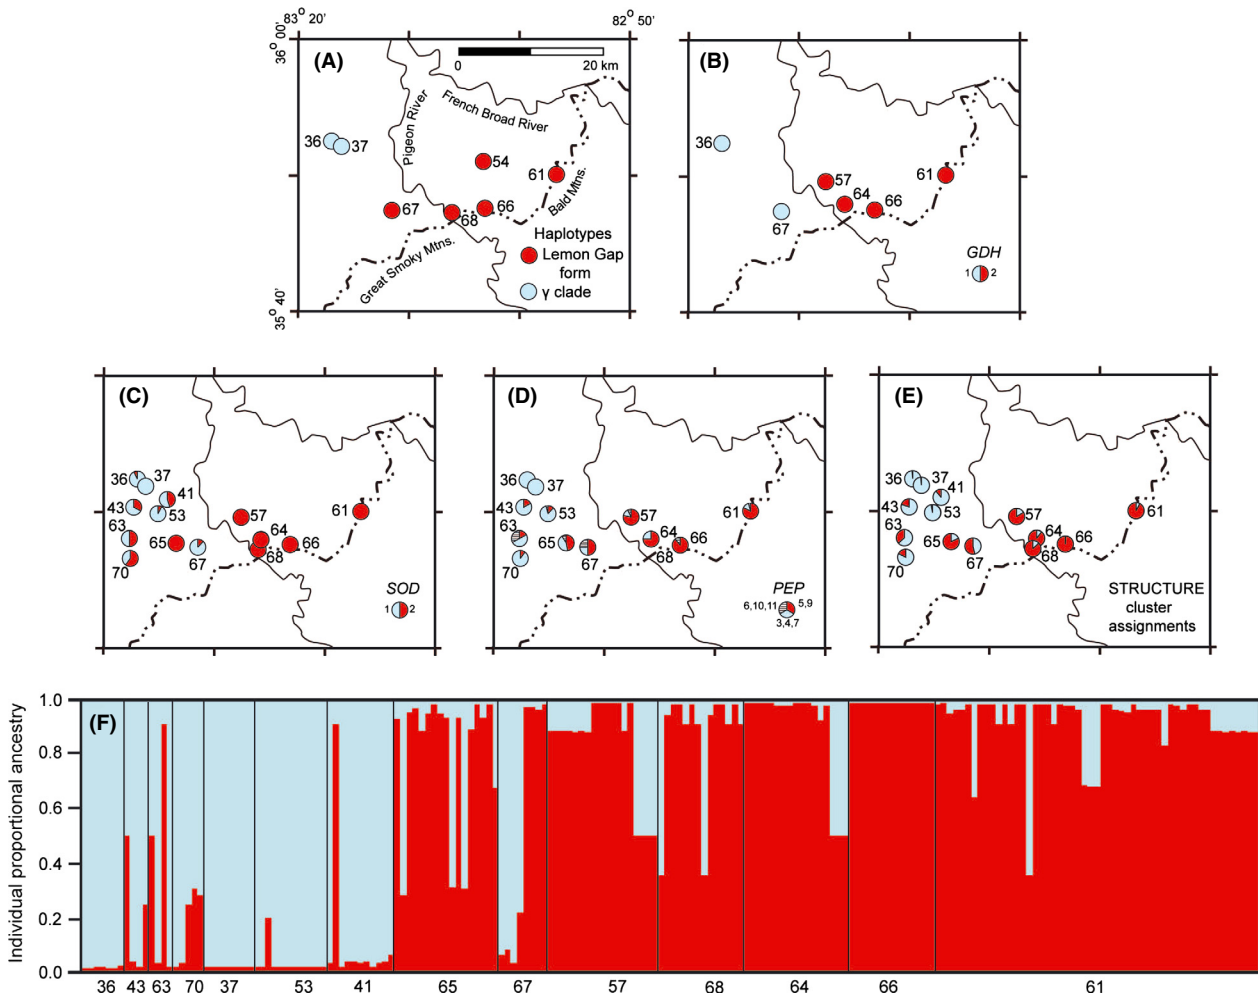 83° 20'
82° 50'
36° 00'
35° 40'
(A)
0 20 km
Pigeon River
French Broad River
36
37
54
61
Bald Mtns.
67
68
66
Great Smoky Mtns.
Haplotypes
Lemon Gap
form
γ clade
(B)
36
57
64
61
66
67
GDH
1 2
(C)
36
37
41
43
53
57
61
63
64
65
66
67
68
70
SOD
1 2
(D)
36
37
43
53
57
61
63
64
65
66
67
68
70
PEP
6,10,11 5,9
3,4,7
(E)
36
37
41
43
53
57
61
63
64
65
66
67
68
70
STRUCTURE
cluster
assignments
(F)
Individual proportional ancestry
1.0
0.8
0.6
0.4
0.2
0.0
36 43 63 70 37 53 41 65 67 57 68 64 66 61